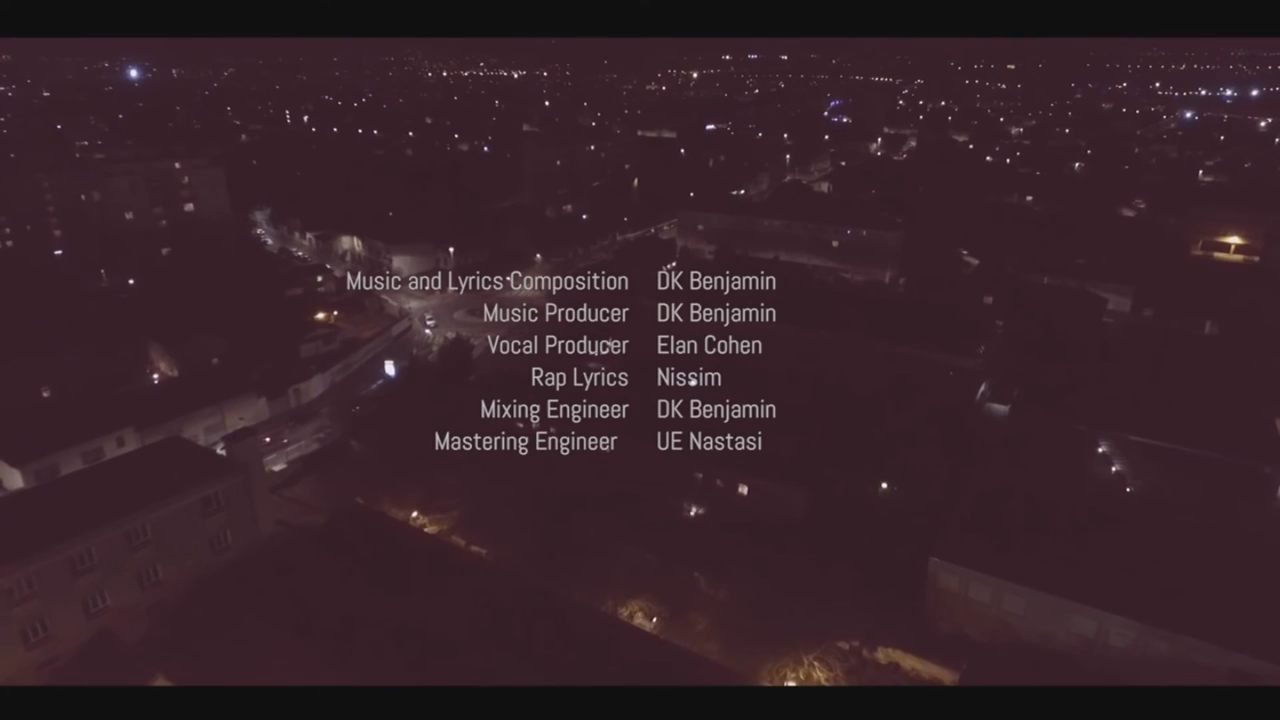 Music and Lyrics Composition DK Benjamin
Music Producer DK Benjamin
Vocal Producer Elan Cohen
Rap Lyrics Nissim
Mixing Engineer DK Benjamin
Mastering Engineer UE Nastasi